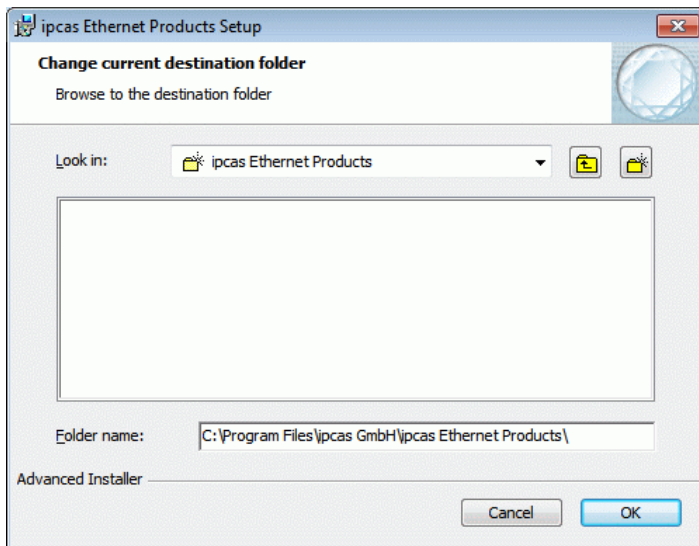 ipcas Ethernet Products Setup
Change current destination folder
Browse to the destination folder
Look in:
ipcas Ethernet Products
Folder name:
C:\Program Files\ipcas GmbH\ipcas Ethernet Products\
Advanced Installer
Cancel
OK